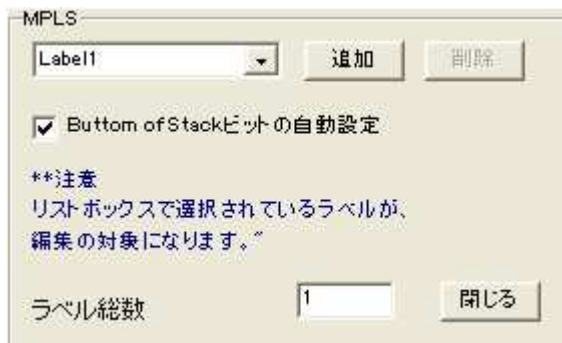 MPLS
Label1 追加 削除
Buttom ofStackビットの自動設定
**注意
リストボックスで選択されているラベルが、
編集の対象になります。~
ラベル総数 1 閉じる